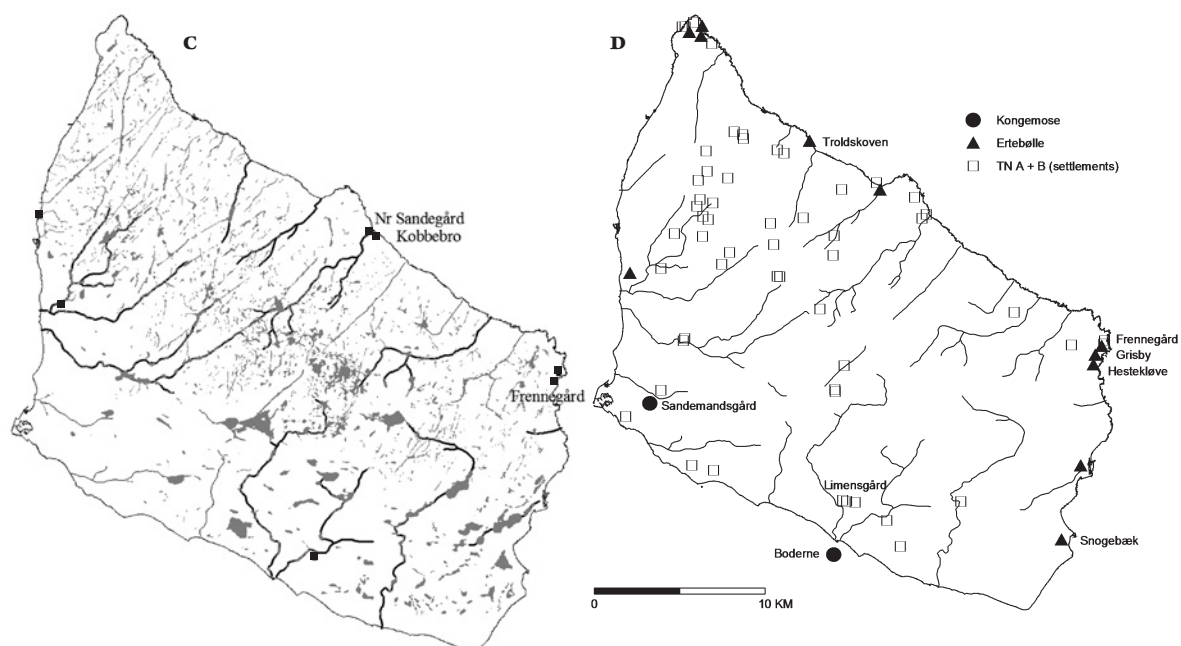 C
Nr Sandegård
Kobbebro
Frennegård
D
Kongemose
Ertebølle
TN A + B (settlements)
Troldskoven
Frennegård
Grisby
Hestekløve
Sandemandsgård
Limensgård
Boderne
Snogebæk
0 10 KM